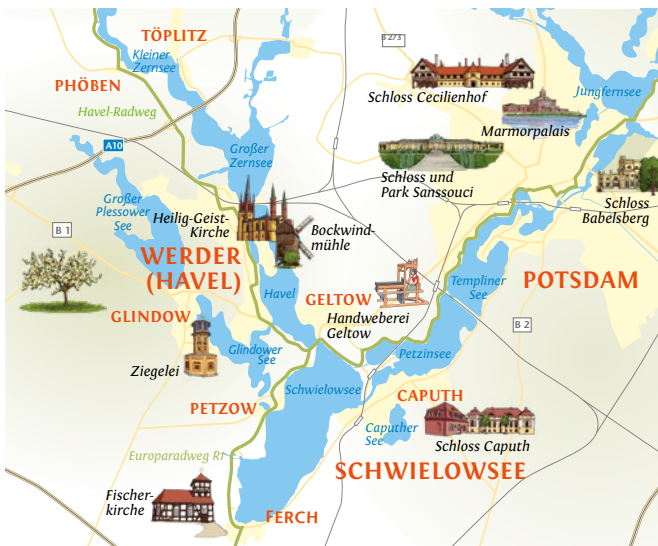 TÖPLITZ
B 273
Kleiner
Zernsee
PHÖBEN
Schloss Cecilienhof
Jungfernsee
Havel-Radweg
Marmorpalais
A10
Großer
Zernsee
Schloss und
Park Sanssouci
Großer
Plessower
See
Schloss
Babelsberg
Heilig-Geist-
Kirche
Bockwind-
mühle
B 1
WERDER
(HAVEL)
Havel
GELTOW
Templiner
See
POTSDAM
GLINDOW
Handweberei
Geltow
B 2
Glindower
See
Petzinsee
Ziegelei
Schwielowsee
PETZOW
CAPUTH
Caputher
See
Schloss Caputh
Europaradweg R1
SCHWIELOWSEE
Fischer-
kirche
FERCH